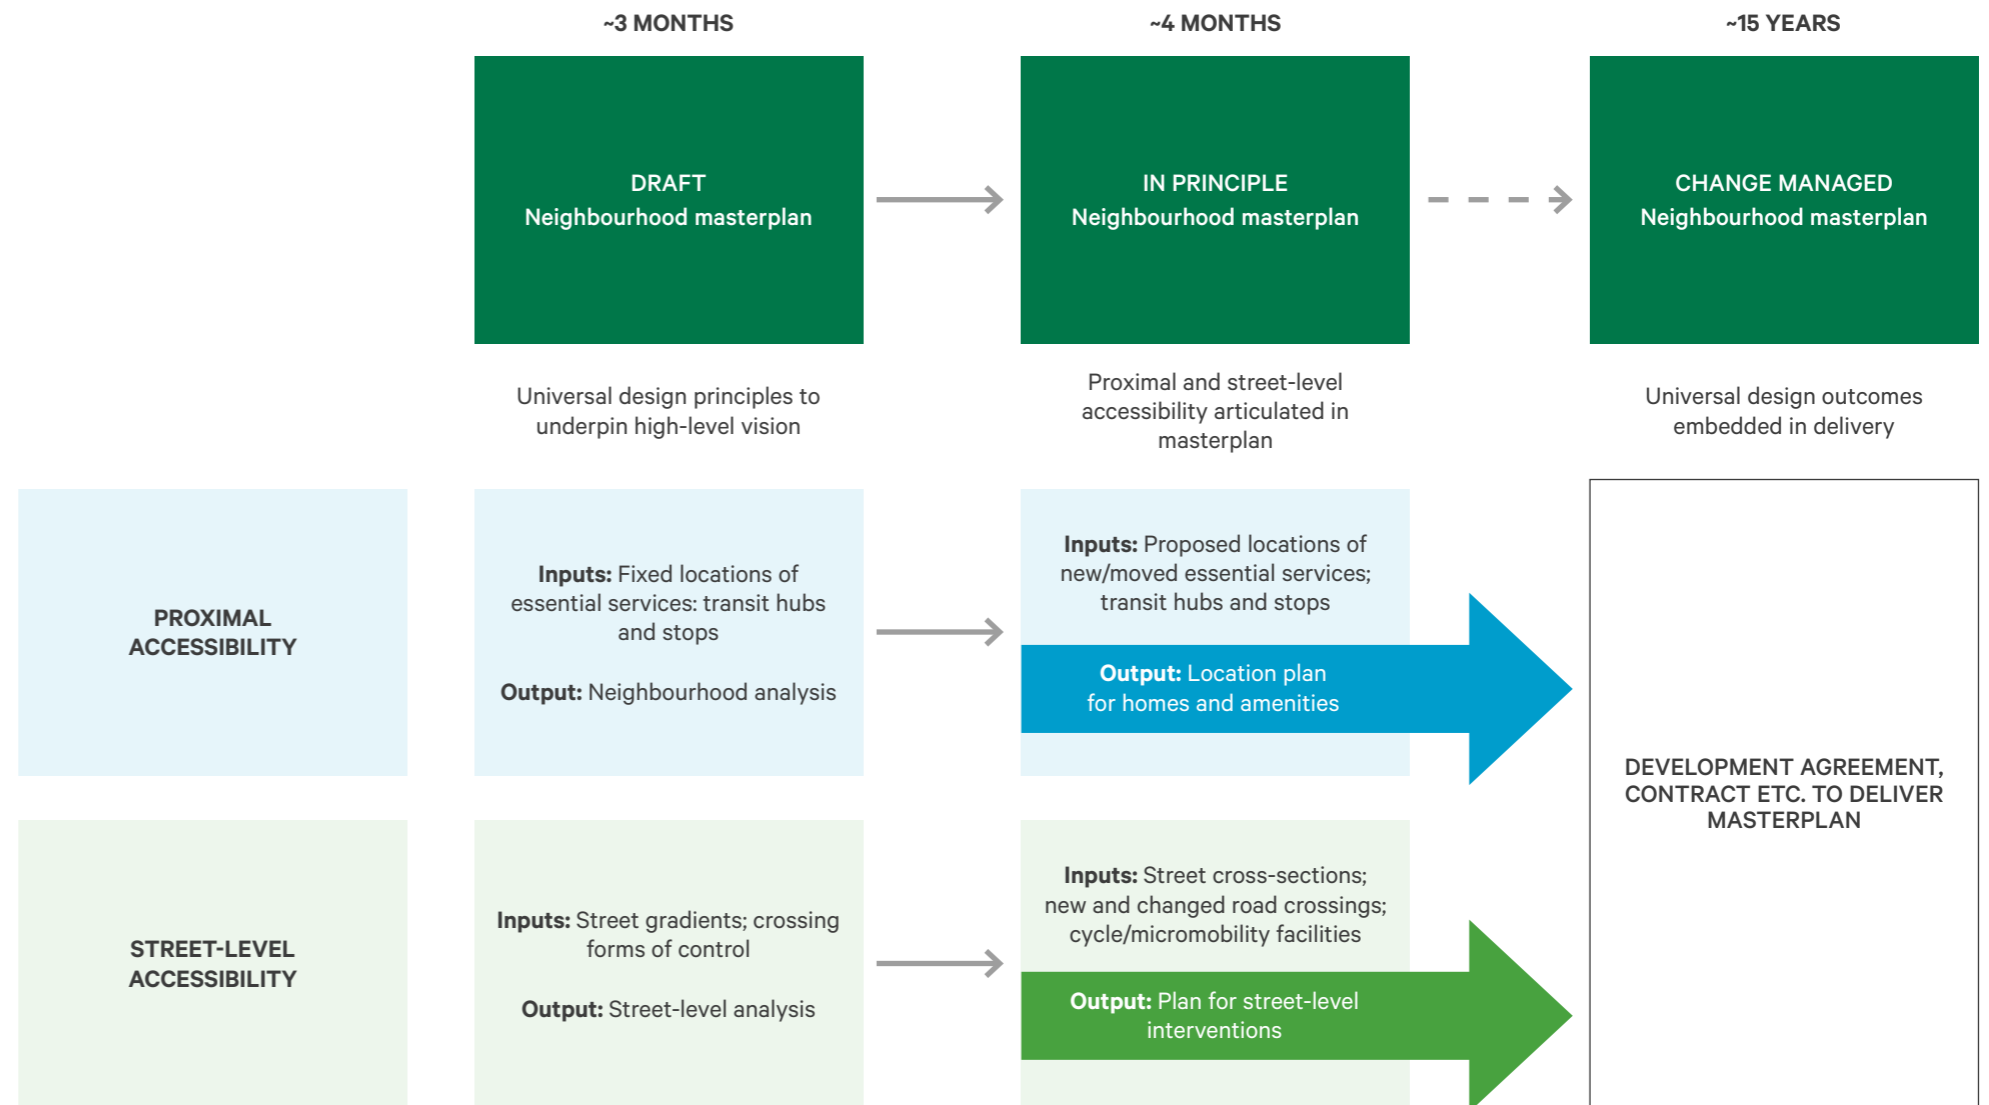 ~3 MONTHS
~4 MONTHS
~15 YEARS
DRAFT
Neighbourhood masterplan
IN PRINCIPLE
Neighbourhood masterplan
CHANGE MANAGED
Neighbourhood masterplan
Universal design principles to
underpin high-level vision
Proximal and street-level
accessibility articulated in
masterplan
Universal design outcomes
embedded in delivery
PROXIMAL
ACCESSIBILITY
Inputs: Fixed locations of
essential services: transit hubs
and stops
Output: Neighbourhood analysis
Inputs: Proposed locations of
new/moved essential services;
transit hubs and stops
Output: Location plan
for homes and amenities
DEVELOPMENT AGREEMENT,
CONTRACT ETC. TO DELIVER
MASTERPLAN
STREET-LEVEL
ACCESSIBILITY
Inputs: Street gradients; crossing
forms of control
Output: Street-level analysis
Inputs: Street cross-sections;
new and changed road crossings;
cycle/micromobility facilities
Output: Plan for street-level
interventions